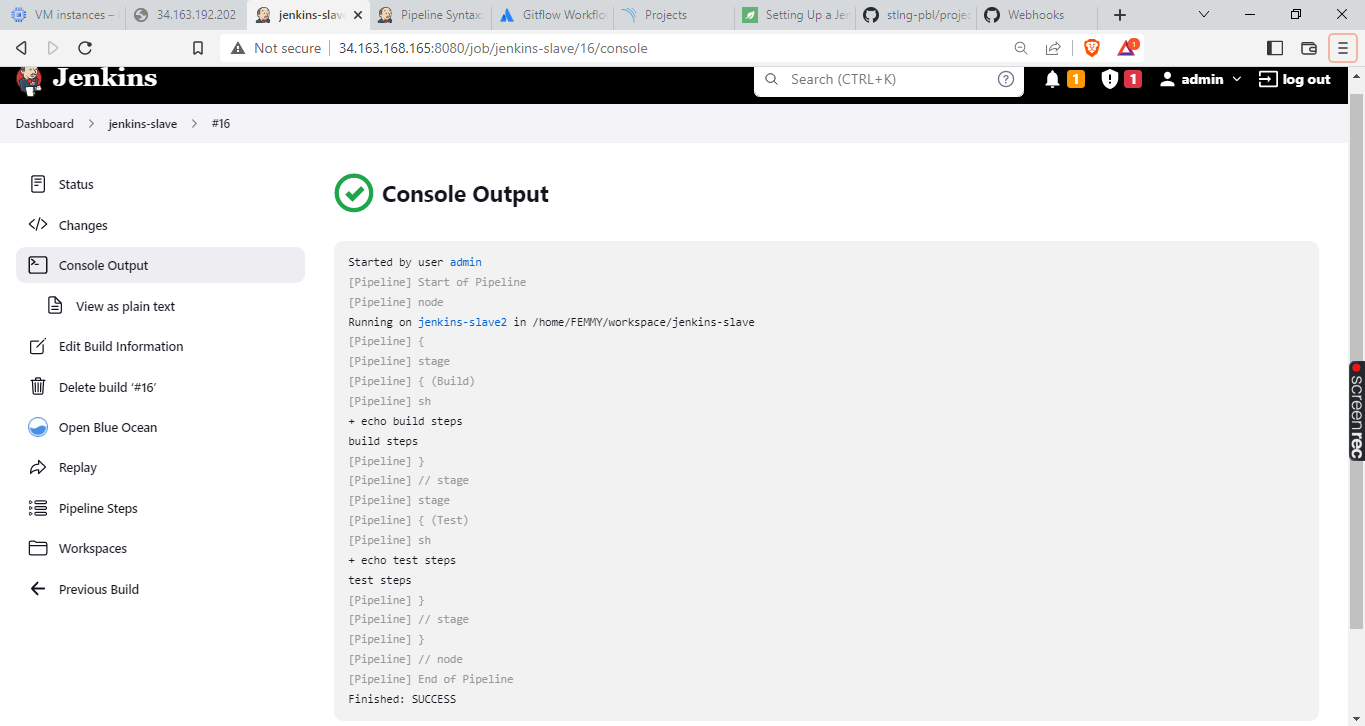 VM instances –
34.163.192.202
jenkins-slave
Pipeline Syntax:
Gitflow Workflo
Projects
Setting Up a Jer
stlng-pbl/projec
Webhooks
Not secure
34.163.168.165:8080/job/jenkins-slave/16/console
1
Jenkins
Search (CTRL+K)
?
1
1
admin
log out
Dashboard > jenkins-slave > #16
Status
Changes
Console Output
View as plain text
Edit Build Information
Delete build ‘#16’
Open Blue Ocean
Replay
Pipeline Steps
Workspaces
Previous Build
Console Output
Started by user admin
[Pipeline] Start of Pipeline
[Pipeline] node
Running on jenkins-slave2 in /home/FEMMY/workspace/jenkins-slave
[Pipeline] {
[Pipeline] stage
[Pipeline] { (Build)
[Pipeline] sh
+ echo build steps
build steps
[Pipeline] }
[Pipeline] // stage
[Pipeline] stage
[Pipeline] { (Test)
[Pipeline] sh
+ echo test steps
test steps
[Pipeline] }
[Pipeline] // stage
[Pipeline] }
[Pipeline] // node
[Pipeline] End of Pipeline
Finished: SUCCESS
screenrec